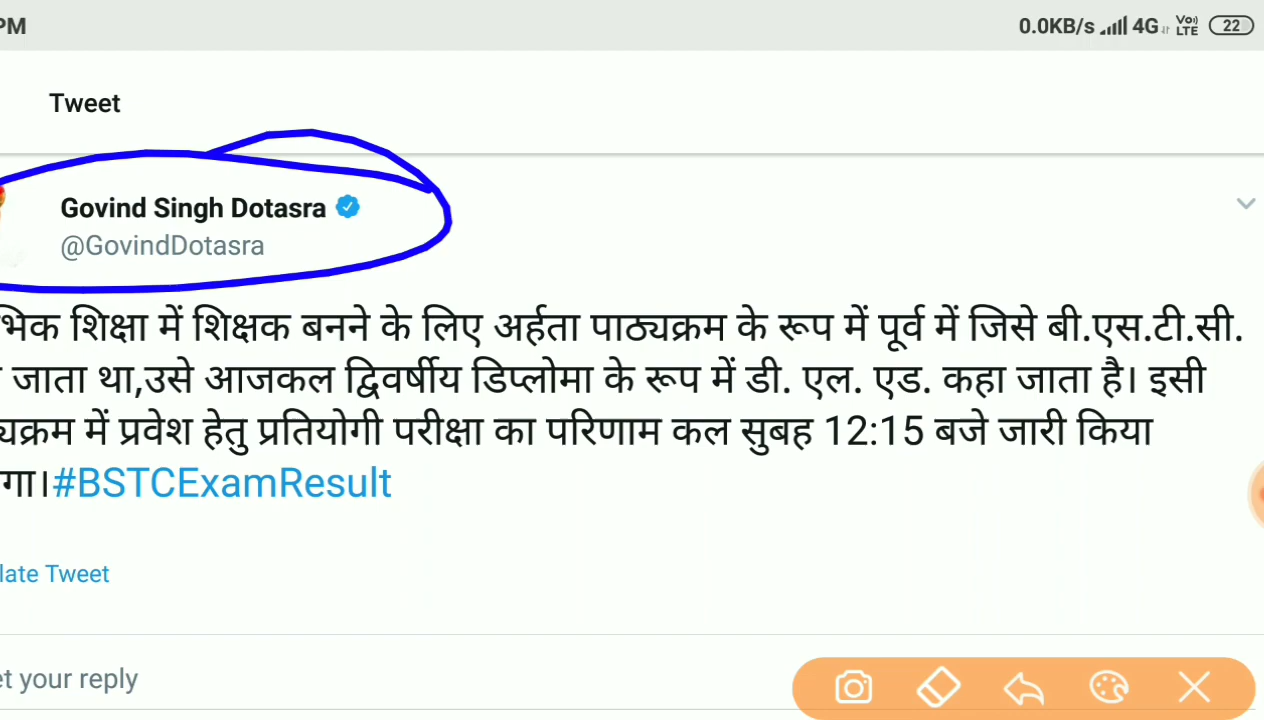 PM 0.0KB/s 4G Vo) LTE 22
Tweet
Govind Singh Dotasra
@GovindDotasra
भिक शिक्षा में शिक्षक बनने के लिए अर्हता पाठ्यक्रम के रूप में पूर्व में जिसे बी.एस.टी.सी.
जाता था,उसे आजकल द्विवर्षीय डिप्लोमा के रूप में डी. एल. एड. कहा जाता है। इसी
यक्रम में प्रवेश हेतु प्रतियोगी परीक्षा का परिणाम कल सुबह 12:15 बजे जारी किया
गा।#BSTCExamResult
late Tweet
et your reply